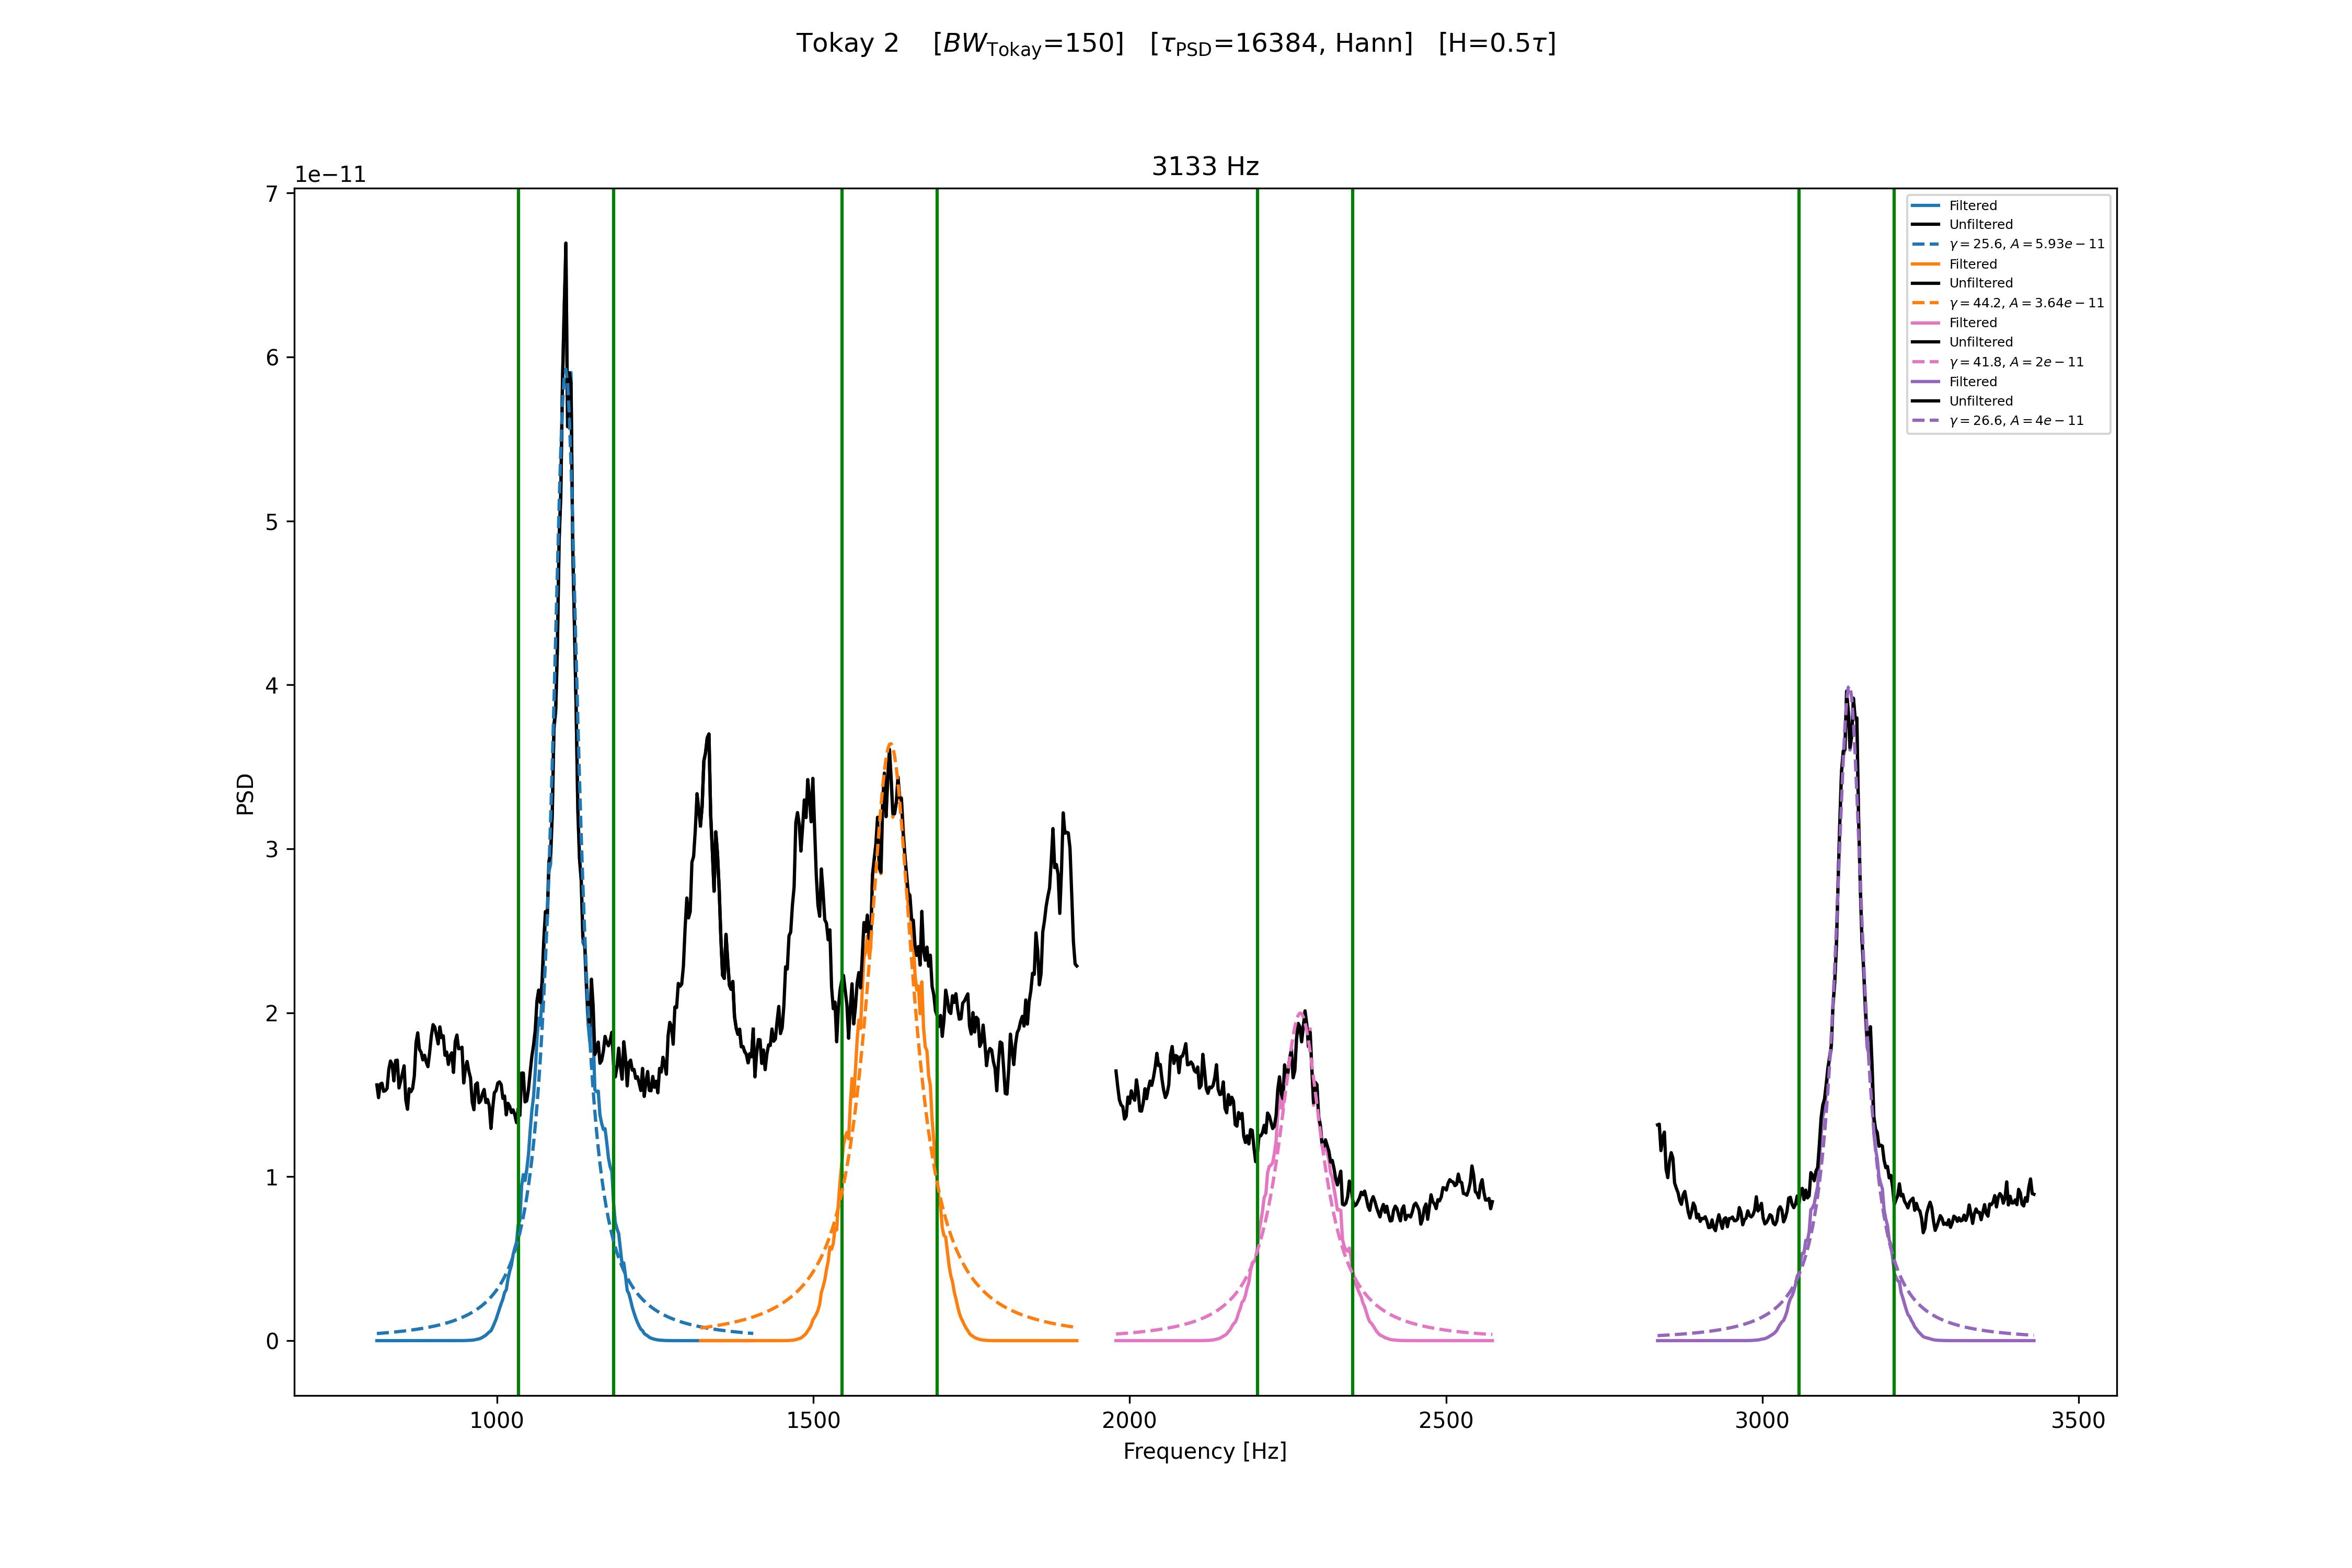 Tokay 2 [BW_Tokay=150] [τ_PSD=16384, Hann] [H=0.5τ]
3133 Hz
1e−11
7
6
5
4
3
2
1
0
PSD
1000 1500 2000 2500 3000 3500
Frequency [Hz]
Filtered
Unfiltered
γ = 25.6, A = 5.93e − 11
Filtered
Unfiltered
γ = 44.2, A = 3.64e − 11
Filtered
Unfiltered
γ = 41.8, A = 2e − 11
Filtered
Unfiltered
γ = 26.6, A = 4e − 11